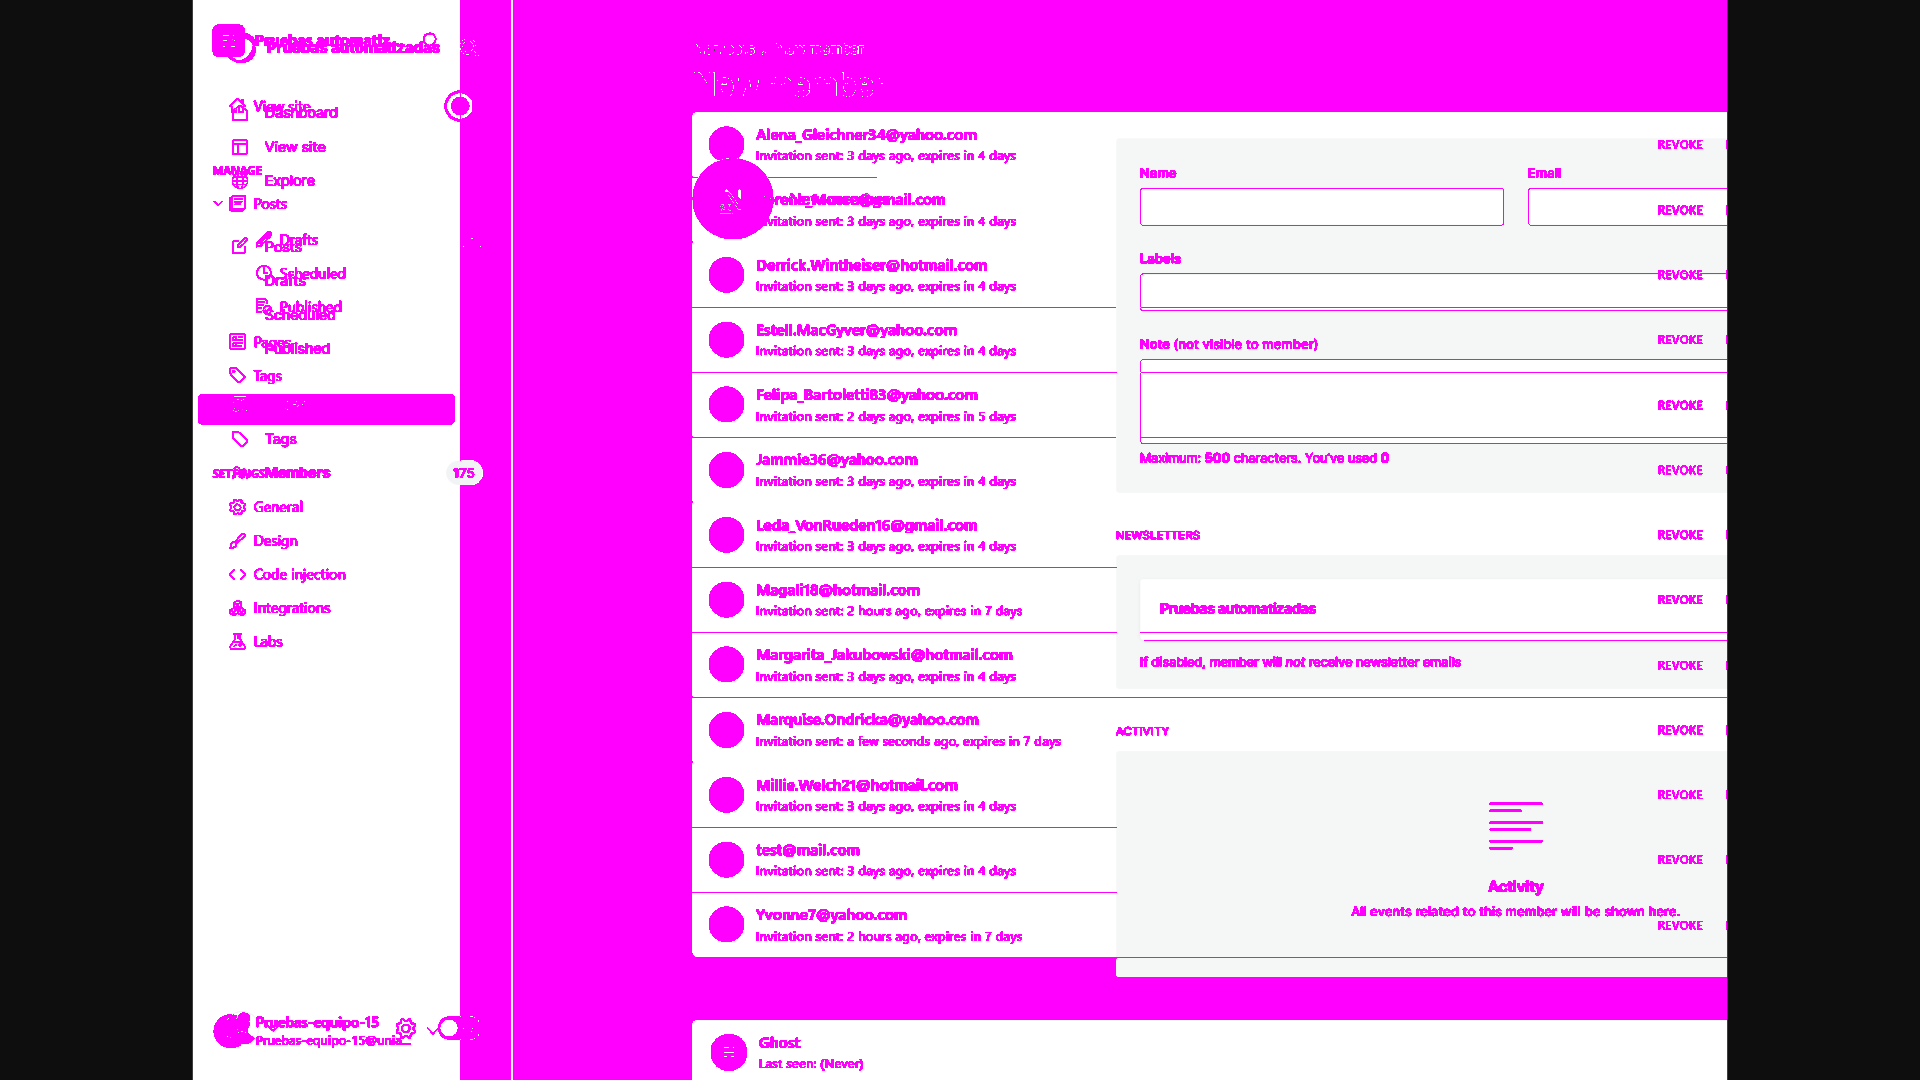 Pruebas automatiz
Pruebas automatizadas
New member
View site
Dashboard
View site
MANAGE
Explore
Posts
Drafts
Posts
Scheduled
Drafts
Published
Scheduled
Pages
Published
Tags
Tags
SETTINGS
Members
175
General
Design
Code injection
Integrations
Labs
Pruebas-equipo-15
Pruebas-equipo-15@unia
Alena_Gleichner34@yahoo.com
Invitation sent: 3 days ago, expires in 4 days
REVOKE
Invitation sent: 3 days ago, expires in 4 days
REVOKE
Derrick.Wintheiser@hotmail.com
Invitation sent: 3 days ago, expires in 4 days
REVOKE
Estell.MacGyver@yahoo.com
Invitation sent: 3 days ago, expires in 4 days
REVOKE
Felipa_Bartoletti83@yahoo.com
Invitation sent: 2 days ago, expires in 5 days
REVOKE
Jammie36@yahoo.com
Invitation sent: 3 days ago, expires in 4 days
REVOKE
Leda_VonRueden16@gmail.com
Invitation sent: 3 days ago, expires in 4 days
REVOKE
Magali18@hotmail.com
Invitation sent: 2 hours ago, expires in 7 days
REVOKE
Margarita_Jakubowski@hotmail.com
Invitation sent: 3 days ago, expires in 4 days
REVOKE
Marquise.Ondricka@yahoo.com
Invitation sent: a few seconds ago, expires in 7 days
REVOKE
Millie.Welch21@hotmail.com
Invitation sent: 3 days ago, expires in 4 days
REVOKE
test@mail.com
Invitation sent: 3 days ago, expires in 4 days
REVOKE
Yvonne7@yahoo.com
Invitation sent: 2 hours ago, expires in 7 days
REVOKE
Name
Email
Labels
Note (not visible to member)
Maximum: 500 characters. You've used 0
NEWSLETTERS
Pruebas automatizadas
If disabled, member will not receive newsletter emails
ACTIVITY
Activity
All events related to this member will be shown here.
Ghost
Last seen: (Never)